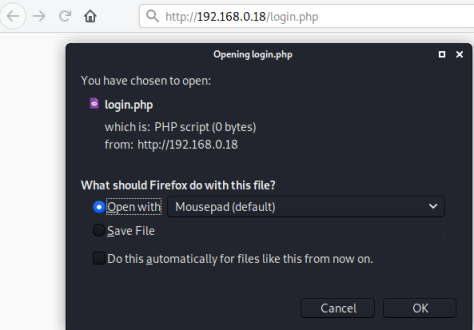 http://192.168.0.18/login.php
Opening login.php
You have chosen to open:
login.php
which is: PHP script (0 bytes)
from: http://192.168.0.18
What should Firefox do with this file?
Open with Mousepad (default)
Save File
Do this automatically for files like this from now on.
Cancel OK